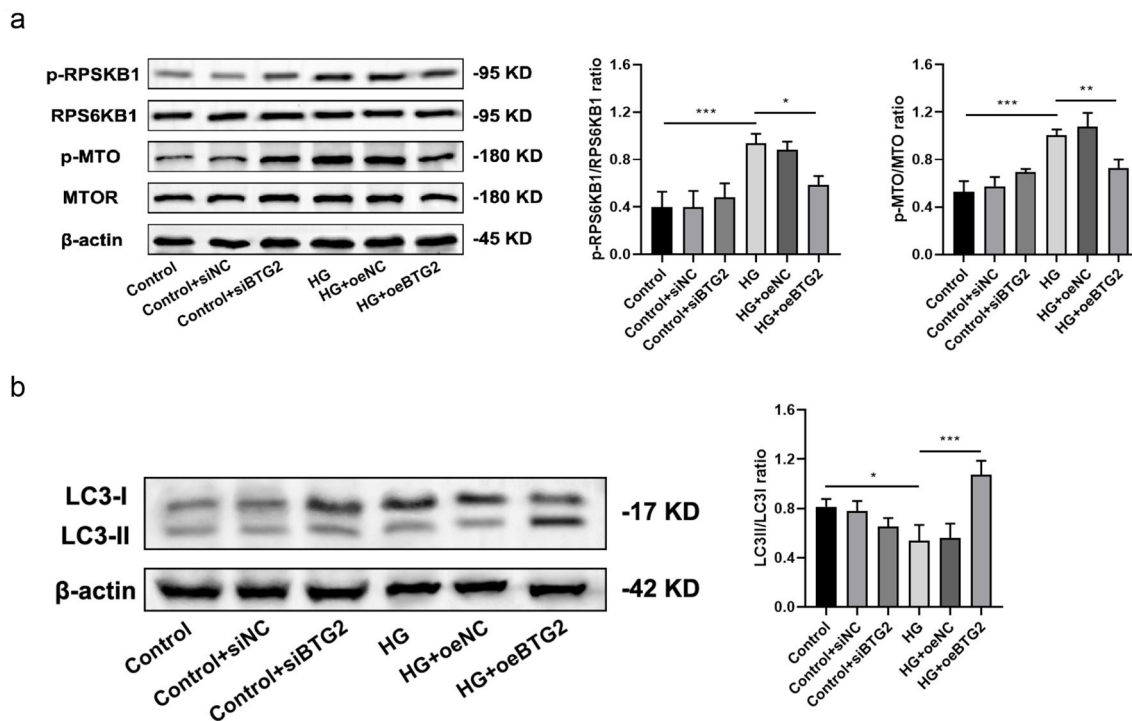 a
p-RPSKB1
-95 KD
RPS6KB1
-95 KD
p-MTO
-180 KD
MTOR
-180 KD
β-actin
-45 KD
Control
Control+siNC
Control+siBTG2
HG
HG+oeNC
HG+oeBTG2
p-RPS6KB1/RPS6KB1 ratio
1.6
1.2
0.8
0.4
0.0
***
*
Control
Control+siNC
Control+siBTG2
HG
HG+oeNC
HG+oeBTG2
p-MTO/MTO ratio
1.6
1.2
0.8
0.4
0.0
***
**
Control
Control+siNC
Control+siBTG2
HG
HG+oeNC
HG+oeBTG2
b
LC3-I
LC3-II
-17 KD
β-actin
-42 KD
Control
Control+siNC
Control+siBTG2
HG
HG+oeNC
HG+oeBTG2
LC3II/LC3I ratio
1.6
1.2
0.8
0.4
0.0
*
***
Control
Control+siNC
Control+siBTG2
HG
HG+oeNC
HG+oeBTG2